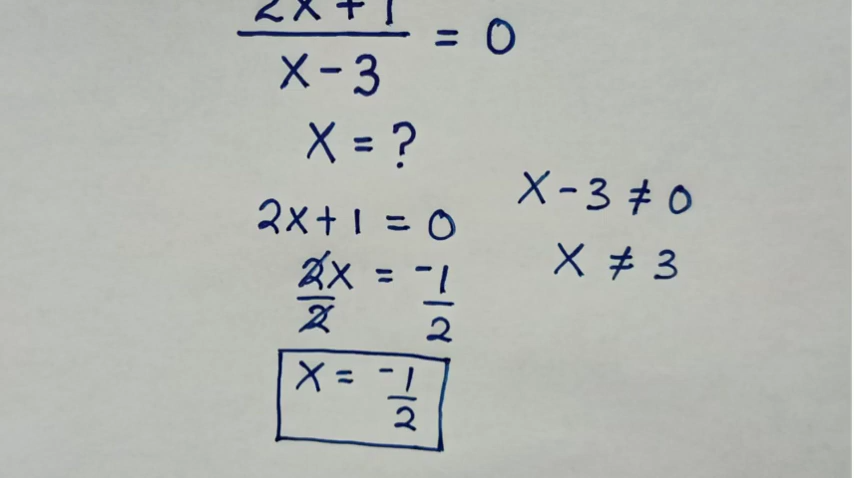 2x+1
x-3 = 0
x = ?
2x+1 = 0
2x/2 = -1/2
x = -1/2
x-3 ≠ 0
x ≠ 3